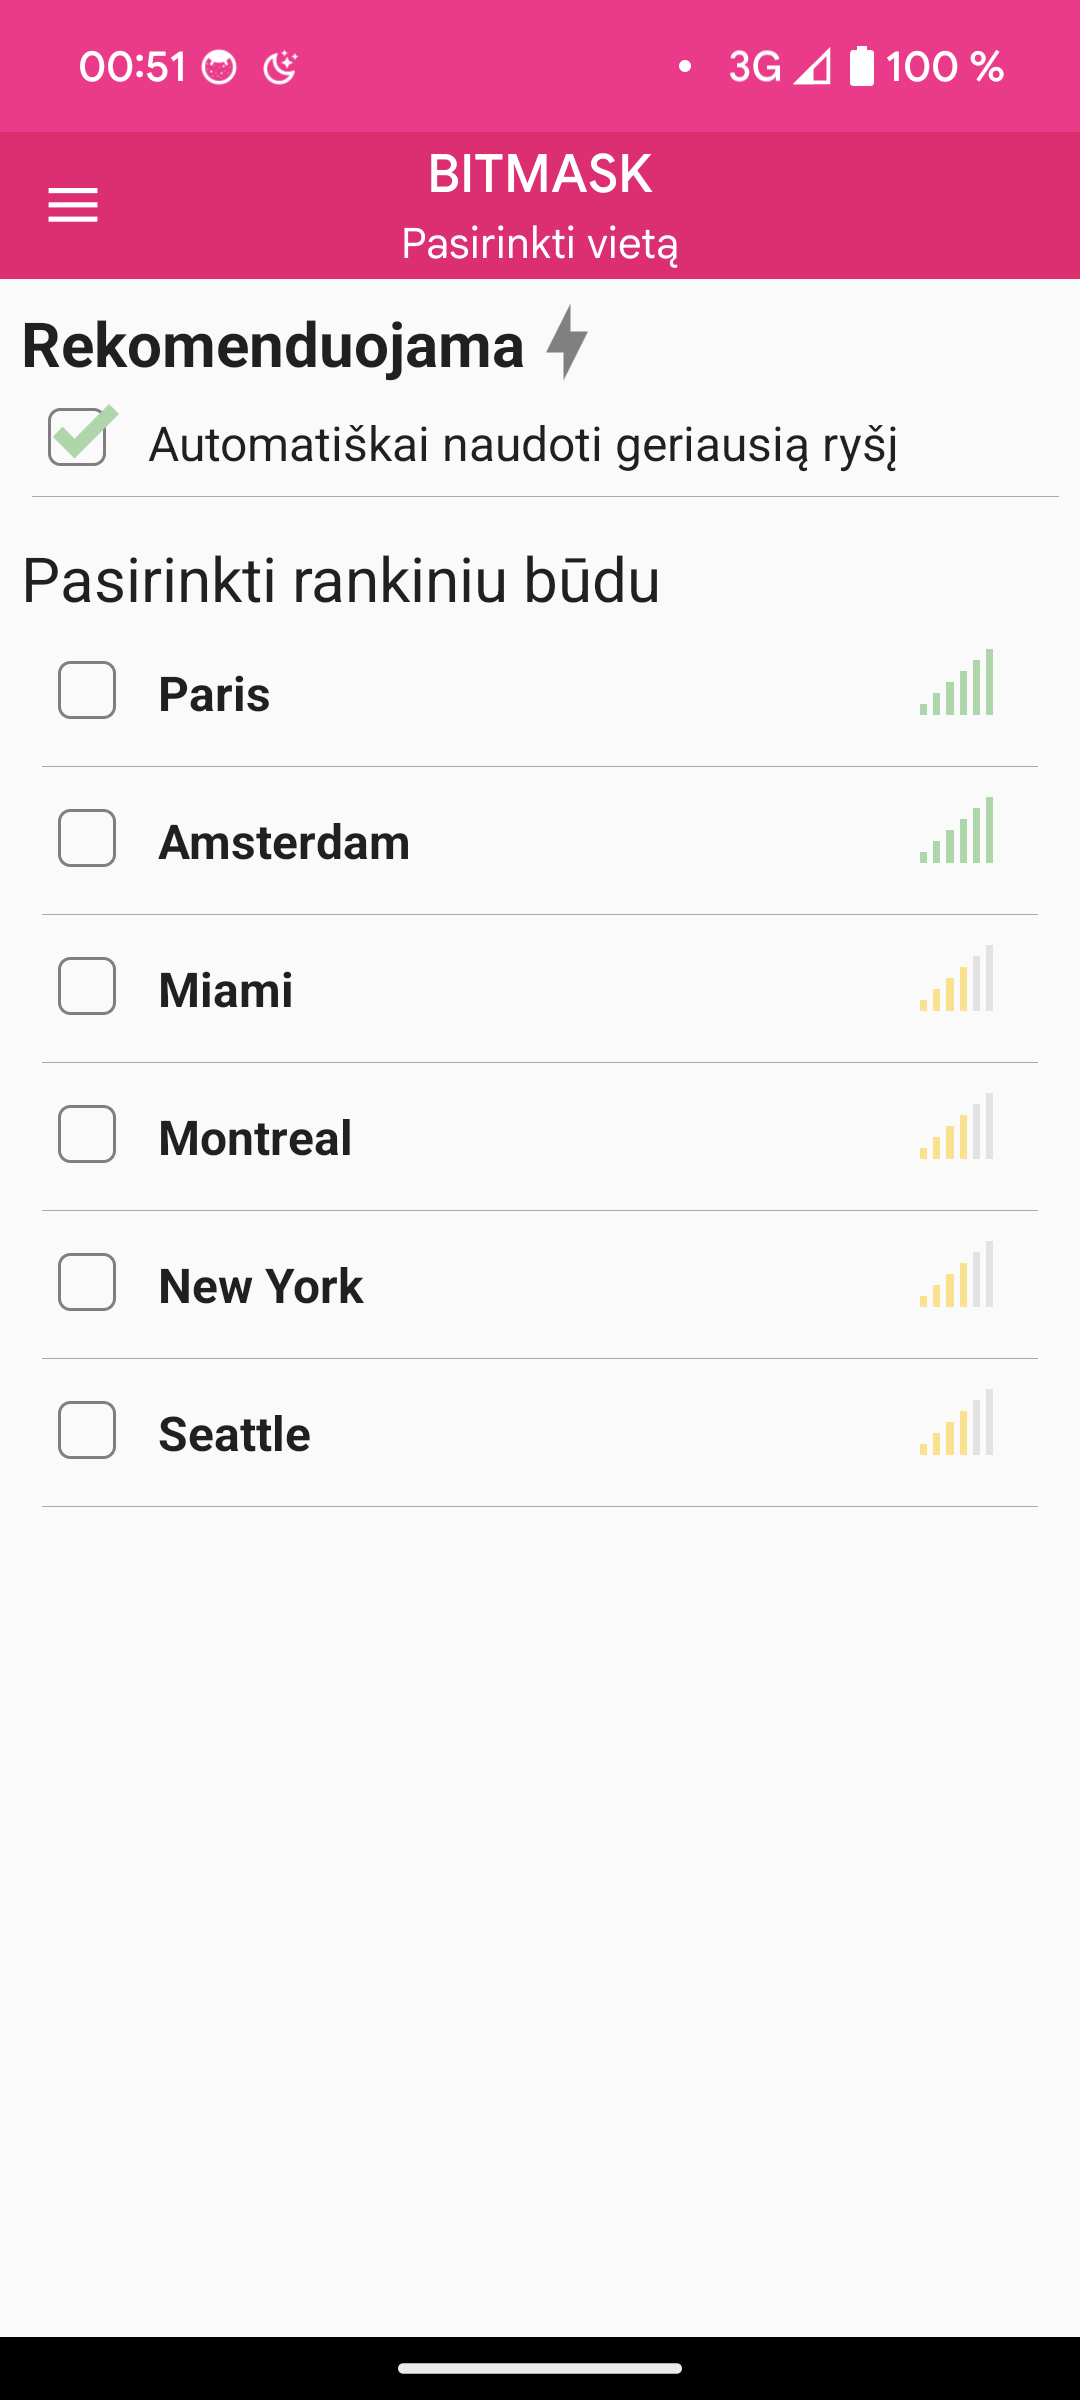 00:51 3G 100 %
BITMASK
Pasirinkti vietą
Rekomenduojama
Automatiškai naudoti geriausią ryšį
Pasirinkti rankiniu būdu
Paris
Amsterdam
Miami
Montreal
New York
Seattle